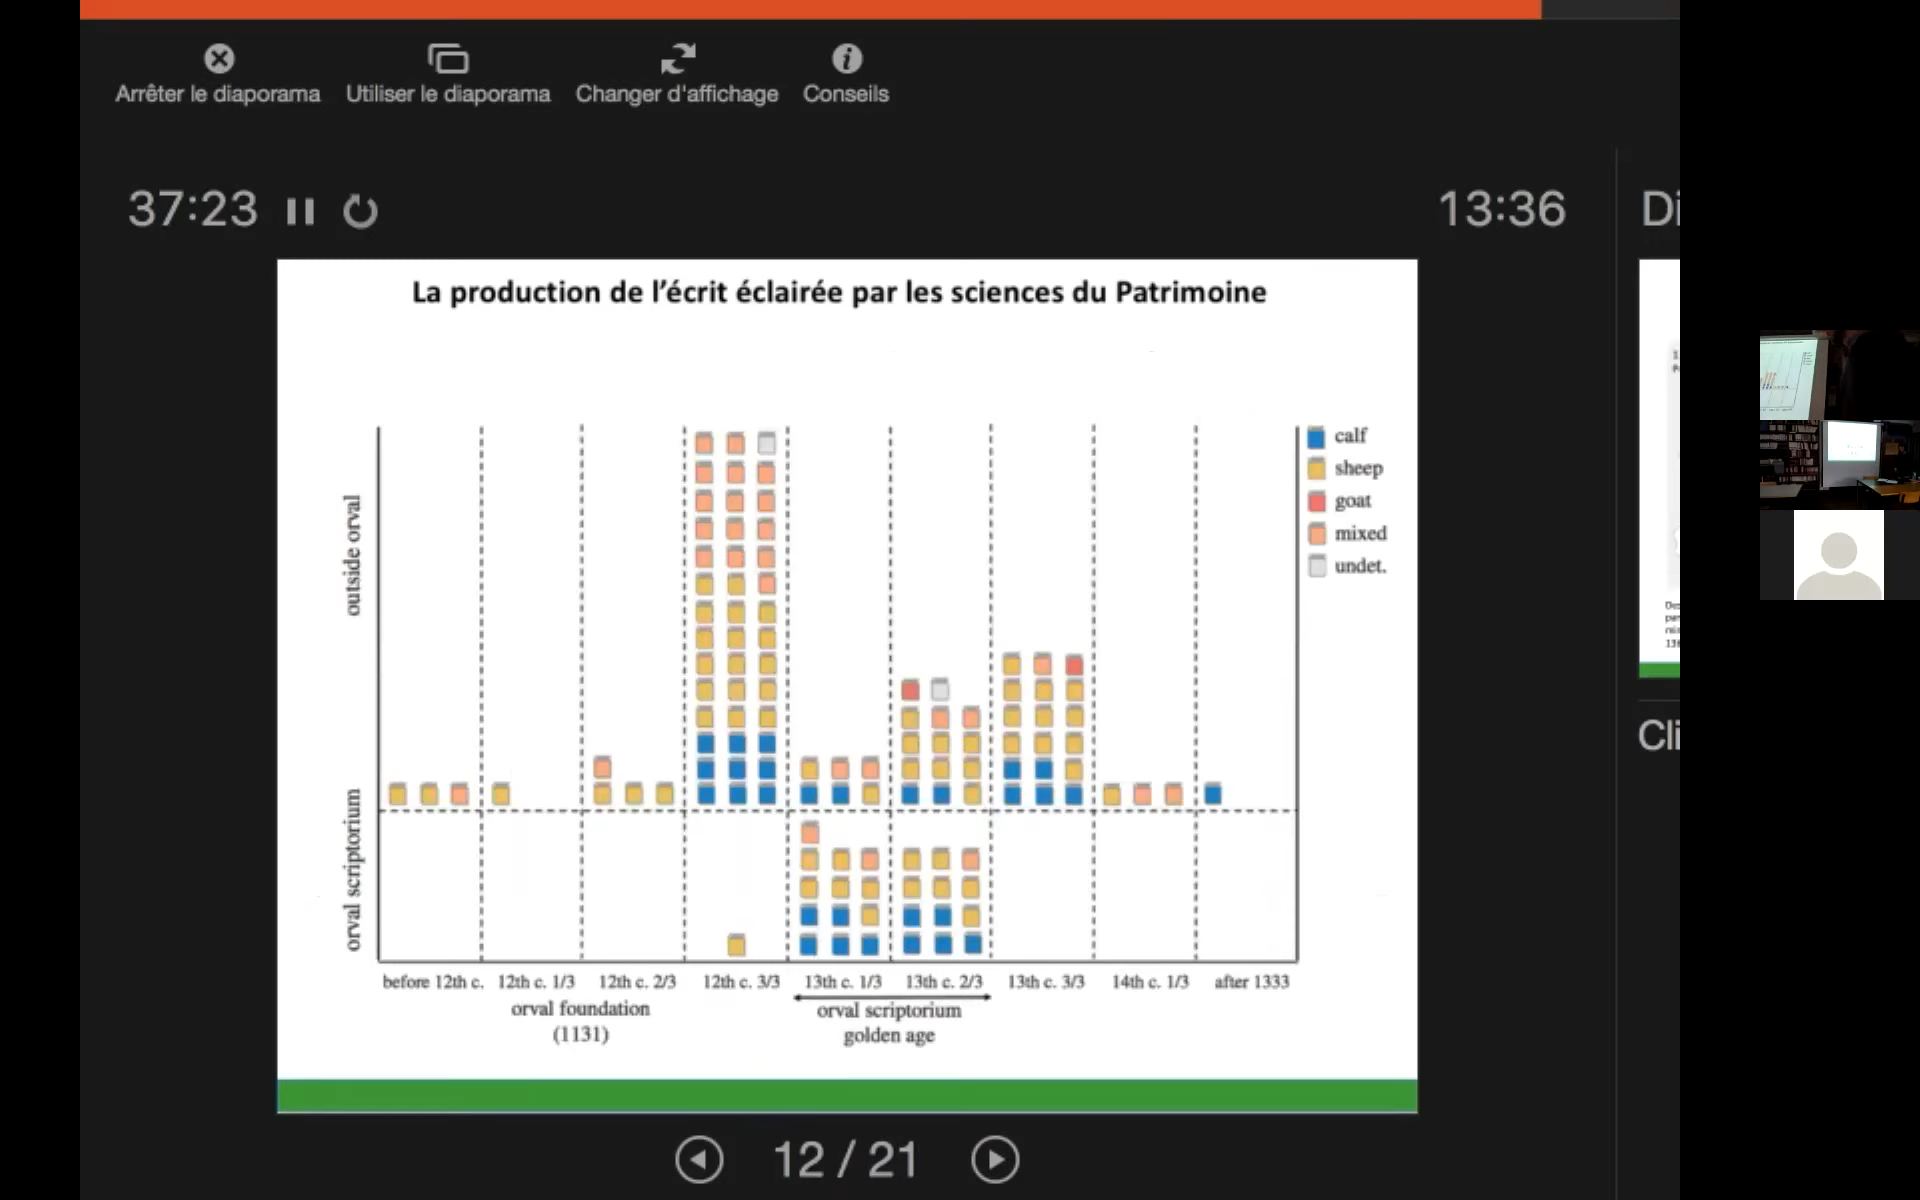 Arrêter le diaporama
Utiliser le diaporama
Changer d'affichage
Conseils
37:23
13:36
Di
La production de l'écrit éclairée par les sciences du Patrimoine
calf
sheep
goat
mixed
undet.
outside orval
orval scriptorium
before 12th c.
12th c. 1/3
12th c. 2/3
12th c. 3/3
13th c. 1/3
13th c. 2/3
13th c. 3/3
14th c. 1/3
after 1333
orval foundation
(1131)
orval scriptorium
golden age
Cli
12 / 21